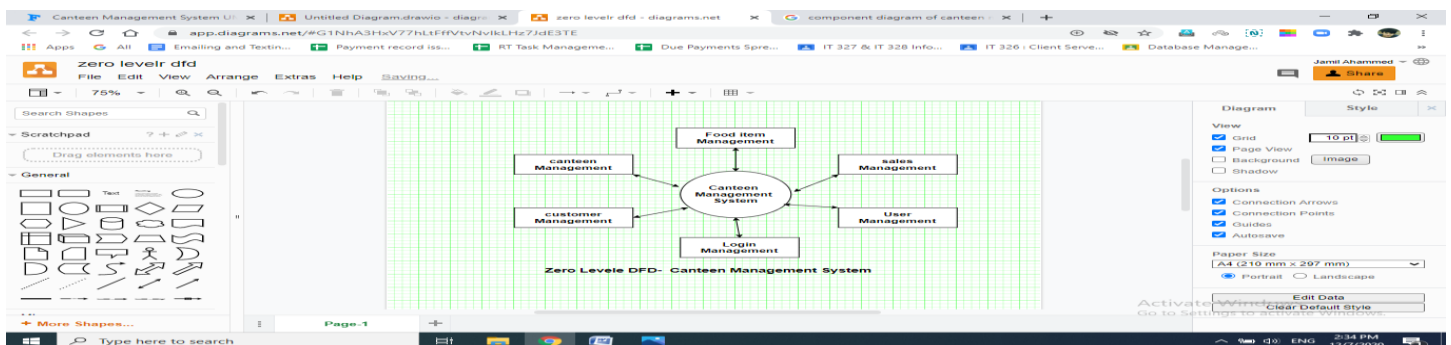 Canteen Management System U
Untitled Diagram.drawio - diagra
zero levelr dfd - diagrams.net
component diagram of canteen
app.diagrams.net/#G1NhA3HxV77hLtFfVtvNvIkLHz7JdE3TE
Apps
All
Emailing and Textin...
Payment record iss...
RT Task Manageme...
Due Payments Spre...
IT 327 & IT 328 Info...
IT 326 : Client Serve...
Database Manage...
zero levelr dfd
Jamil Ahammed
File Edit View Arrange Extras Help Saving...
Share
75%
Search Shapes
Scratchpad
Drag elements here
General
Text
+ More Shapes...
Food item
Management
canteen
Management
sales
Management
Canteen
Management
System
customer
Management
User
Management
Login
Management
Zero Levele DFD- Canteen Management System
Page-1
Diagram
Style
View
Grid
10 pt
Page View
Background
Image
Shadow
Options
Connection Arrows
Connection Points
Guides
Autosave
Paper Size
A4 (210 mm x 297 mm)
Portrait
Landscape
Edit Data
Clear Default Style
Activate Windows
Go to Settings to activate Windows.
Type here to search
ENG
2:34 PM